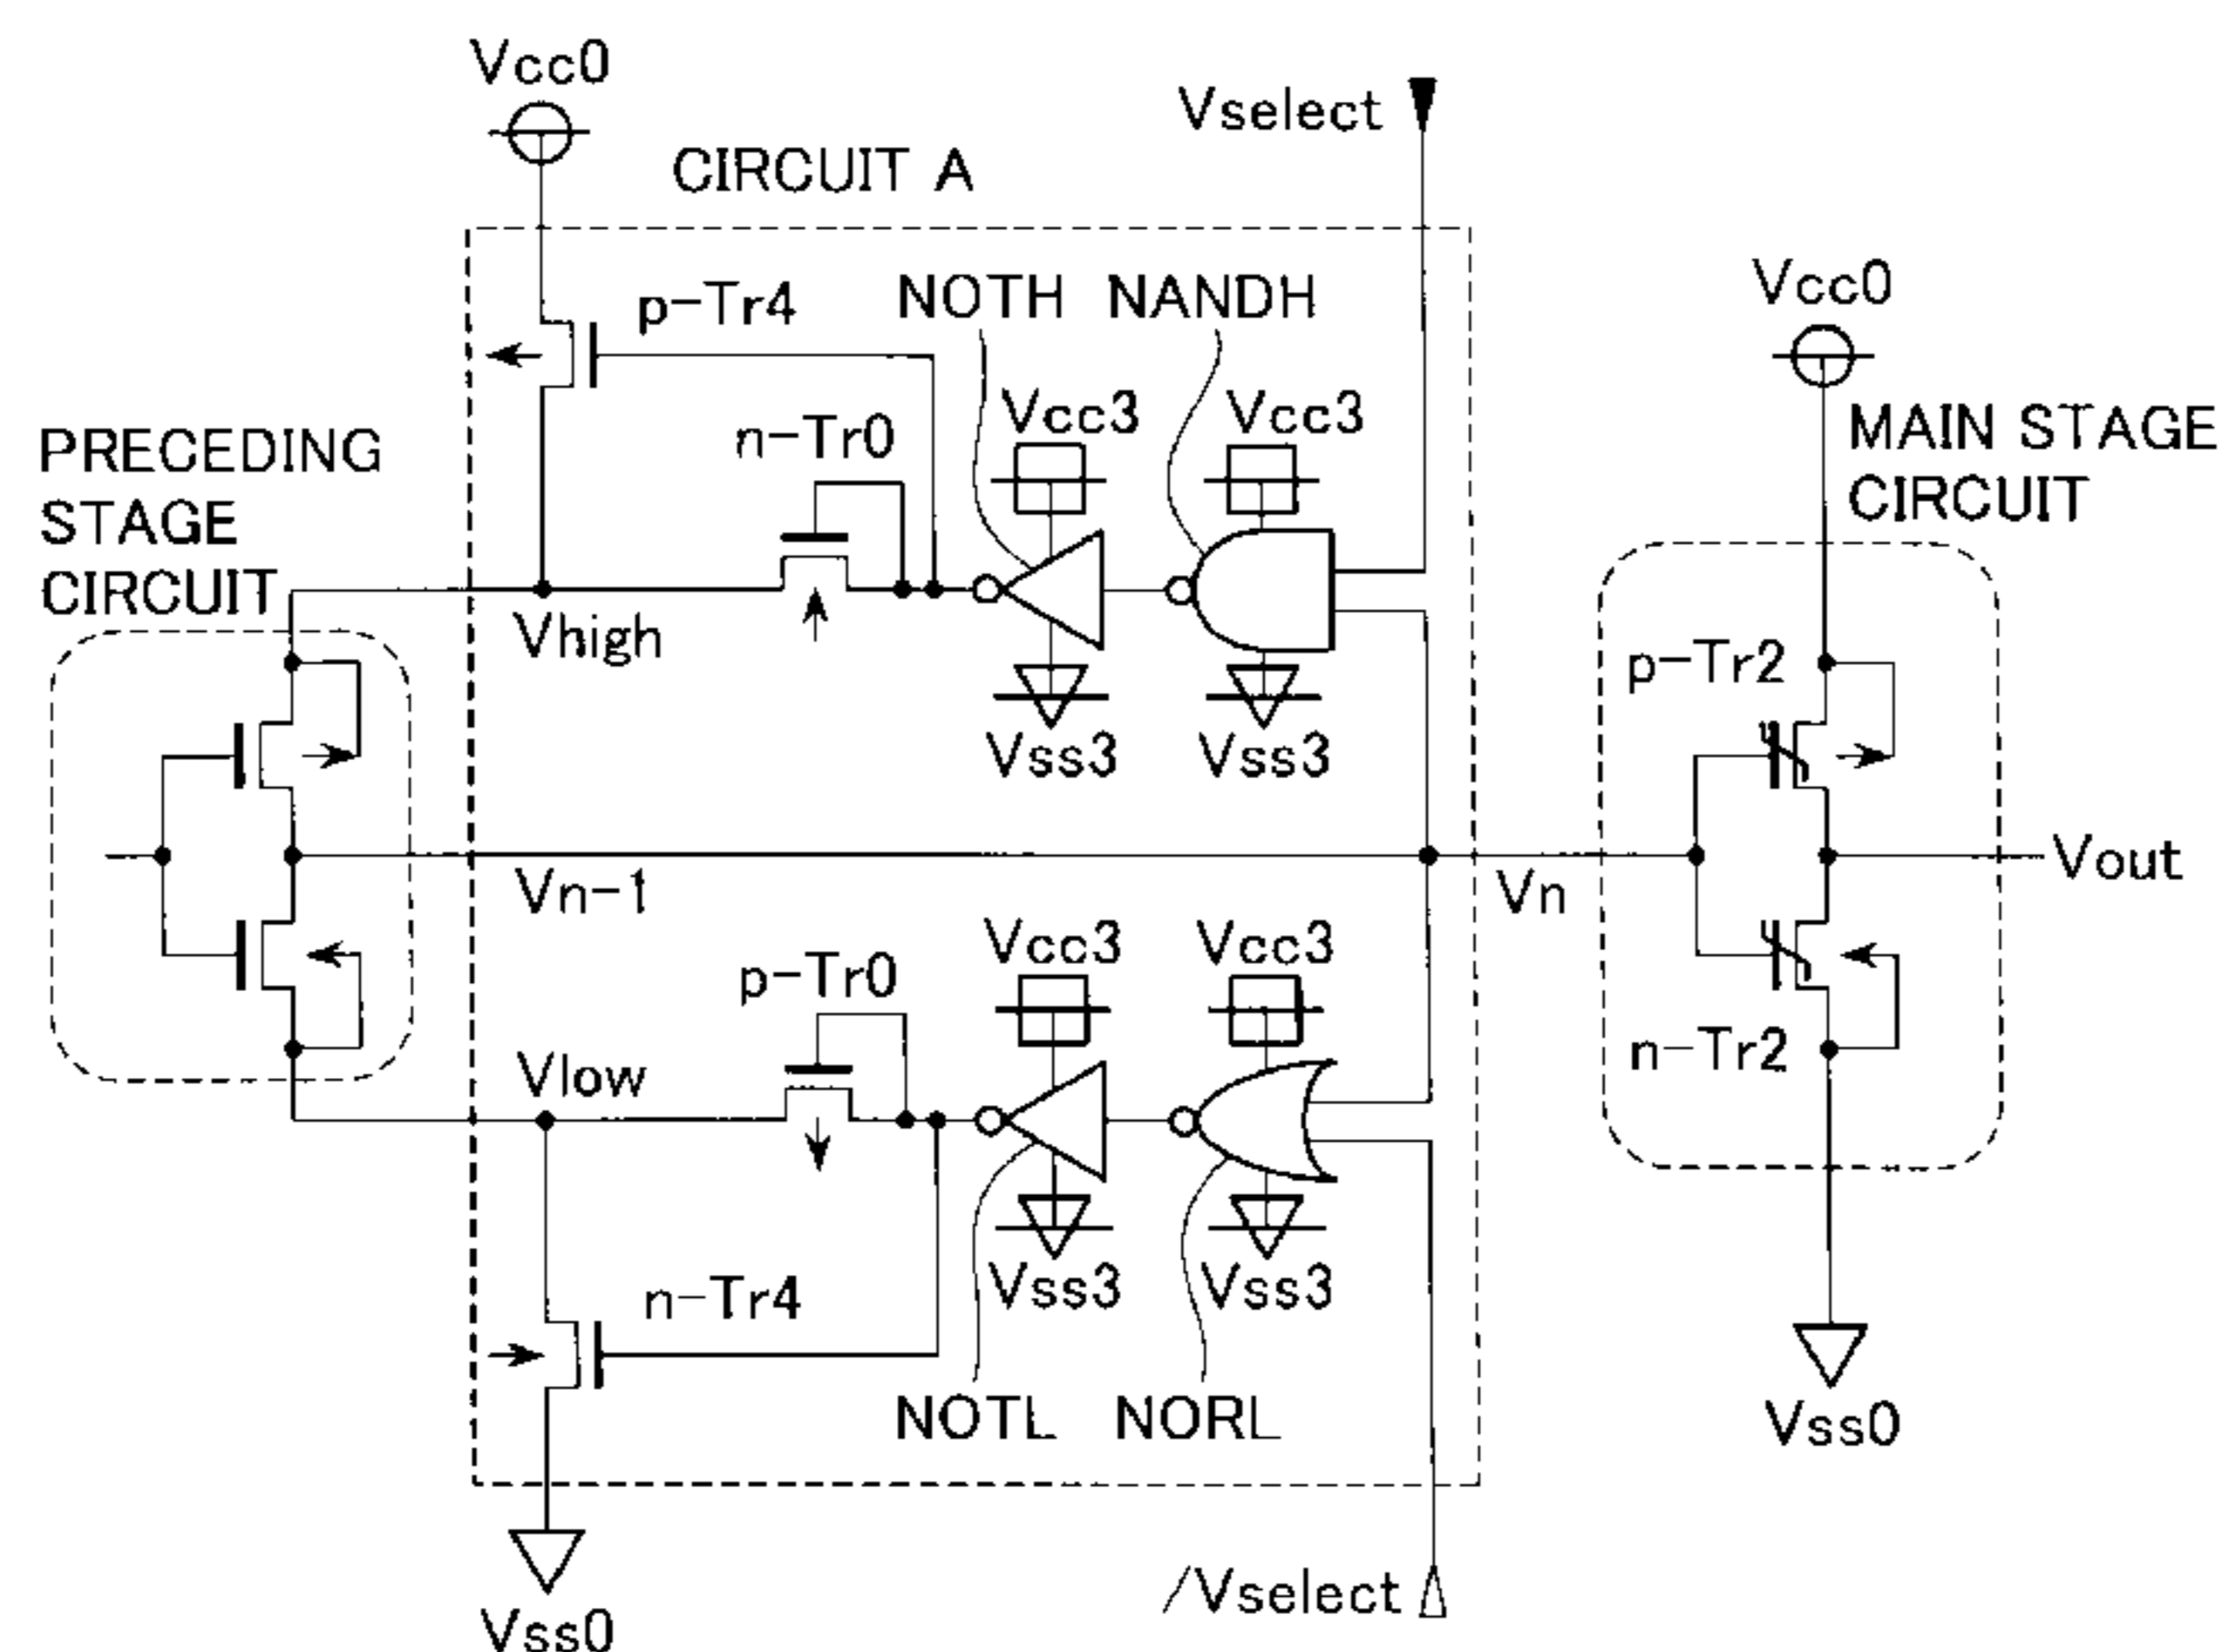 Vcc0
Vselect
CIRCUIT A
p-Tr4
NOTH
NANDH
Vcc0
n-Tr0
Vcc3
Vcc3
PRECEDING
STAGE
CIRCUIT
MAIN STAGE
CIRCUIT
Vhigh
p-Tr2
Vss3
Vss3
Vn-1
Vn
Vout
p-Tr0
Vcc3
Vcc3
Vlow
n-Tr2
n-Tr4
Vss3
Vss3
NOTL
NORL
Vss0
/Vselect
Vss0